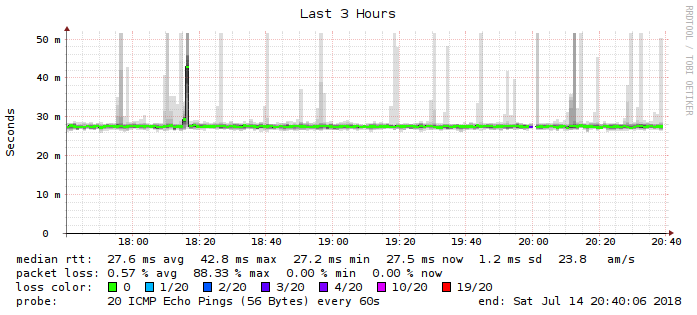 Last 3 Hours
RRDTOOL / TOBI OETIKER
Seconds
50 m
40 m
30 m
20 m
10 m
0
18:00 18:20 18:40 19:00 19:20 19:40 20:00 20:20 20:40
median rtt: 27.6 ms avg 42.8 ms max 27.2 ms min 27.5 ms now 1.2 ms sd 23.8 am/s
packet loss: 0.57 % avg 88.33 % max 0.00 % min 0.00 % now
loss color: 0 1/20 2/20 3/20 4/20 10/20 19/20
probe: 20 ICMP Echo Pings (56 Bytes) every 60s end: Sat Jul 14 20:40:06 2018